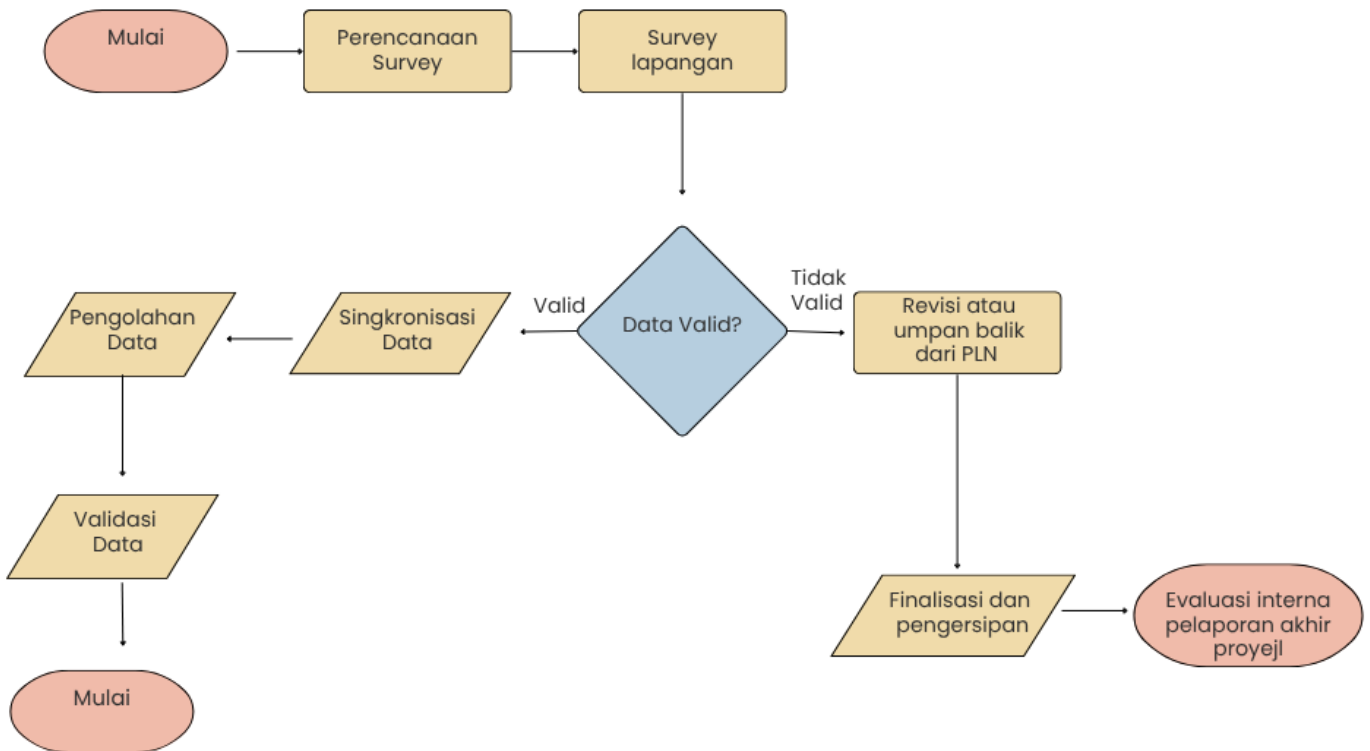 Mulai
Perencanaan
Survey
Survey
lapangan
Data Valid?
Valid
Tidak
Valid
Singkronisasi
Data
Pengolahan
Data
Validasi
Data
Mulai
Revisi atau
umpan balik
dari PLN
Finalisasi dan
pengersipan
Evaluasi interna
pelaporan akhir
proyejl